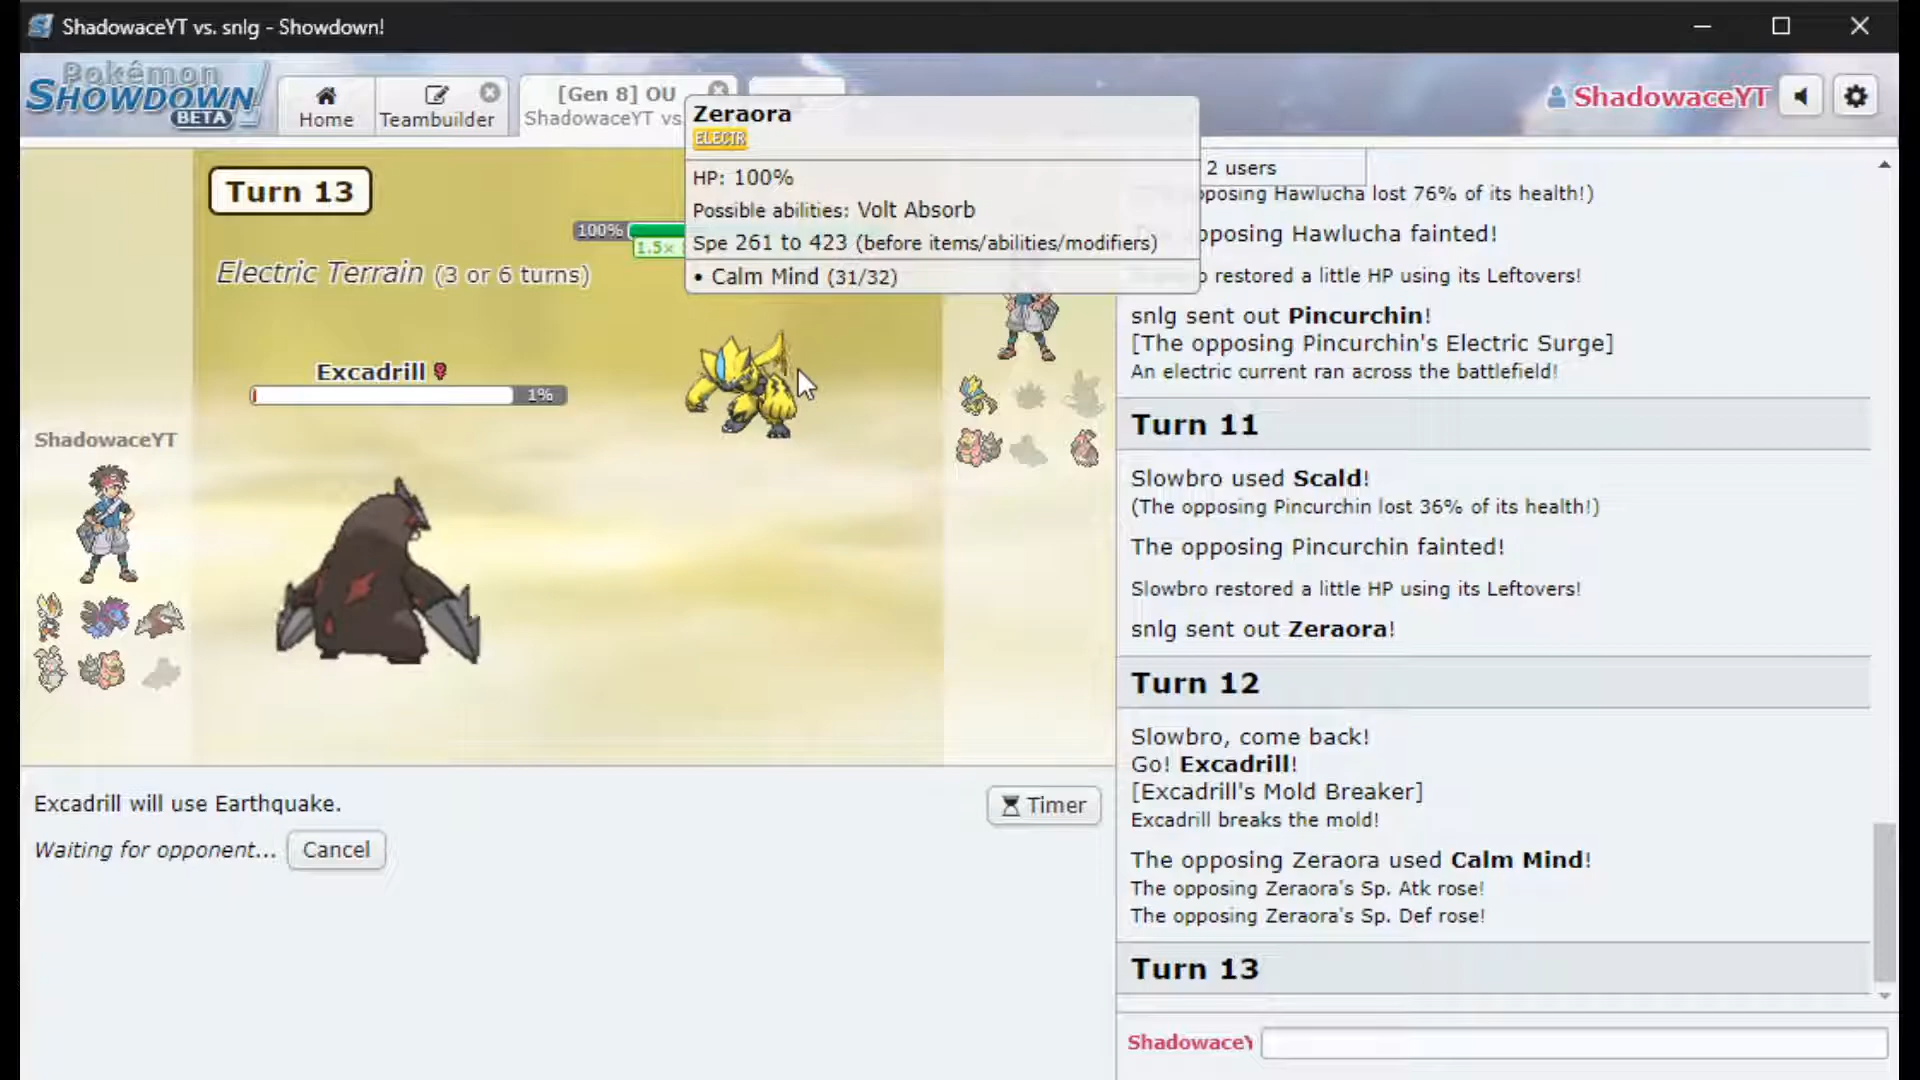 ShadowaceYT vs. snlg - Showdown!
Pokémon
SHOWDOWN
BETA
Home
Teambuilder
[Gen 8] OU
ShadowaceYT vs.
ShadowaceYT
Zeraora
ELECTR
HP: 100%
Possible abilities: Volt Absorb
Spe 261 to 423 (before items/abilities/modifiers)
• Calm Mind (31/32)
Turn 13
100%
1.5×
Electric Terrain (3 or 6 turns)
Excadrill
1%
ShadowaceYT
Excadrill will use Earthquake.
Timer
Waiting for opponent...
Cancel
2 users
pposing Hawlucha lost 76% of its health!)
pposing Hawlucha fainted!
o restored a little HP using its Leftovers!
snlg sent out Pincurchin!
[The opposing Pincurchin's Electric Surge]
An electric current ran across the battlefield!
Turn 11
Slowbro used Scald!
(The opposing Pincurchin lost 36% of its health!)
The opposing Pincurchin fainted!
Slowbro restored a little HP using its Leftovers!
snlg sent out Zeraora!
Turn 12
Slowbro, come back!
Go! Excadrill!
[Excadrill's Mold Breaker]
Excadrill breaks the mold!
The opposing Zeraora used Calm Mind!
The opposing Zeraora's Sp. Atk rose!
The opposing Zeraora's Sp. Def rose!
Turn 13
ShadowaceY